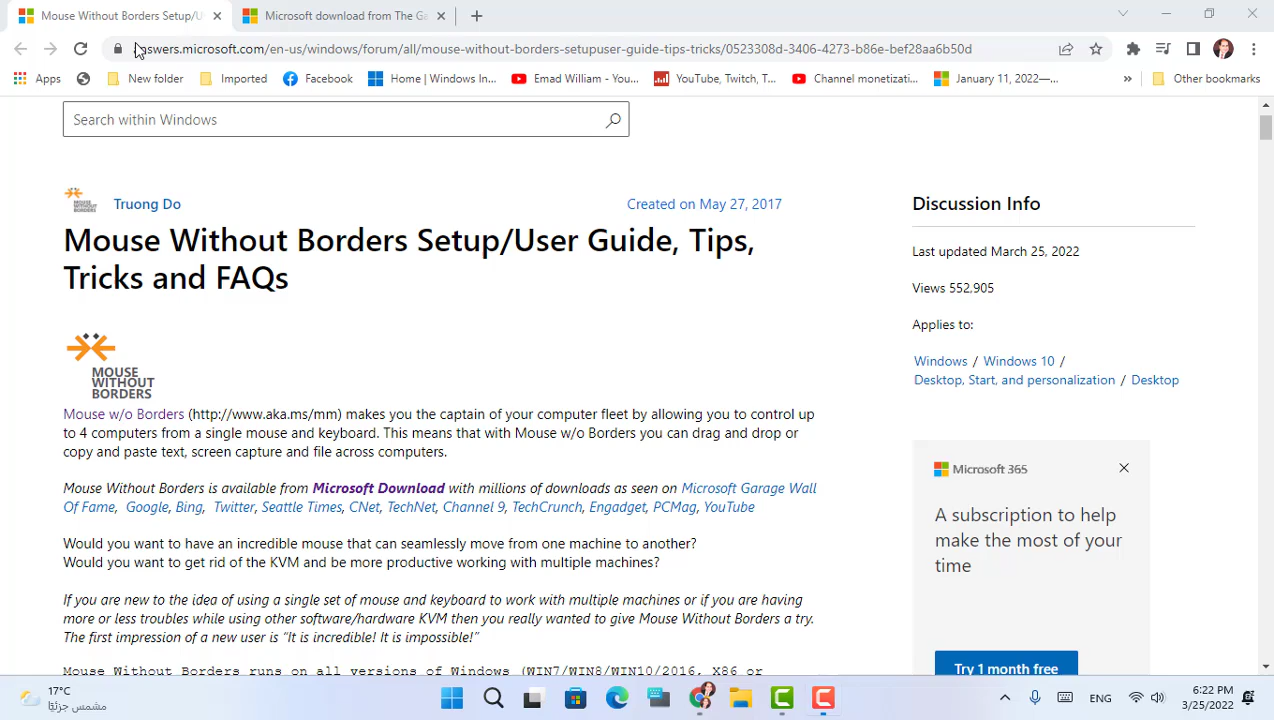 Mouse Without Borders Setup/U
Microsoft download from The Ga
answers.microsoft.com/en-us/windows/forum/all/mouse-without-borders-setupuser-guide-tips-tricks/0523308d-3406-4273-b86e-bef28aa6b50d
Apps
New folder
Imported
Facebook
Home | Windows In...
Emad William - You...
YouTube, Twitch, T...
Channel monetizati...
January 11, 2022—...
»
Other bookmarks
Search within Windows
MOUSE WITHOUT BORDERS
Truong Do
Created on May 27, 2017
Mouse Without Borders Setup/User Guide, Tips,
Tricks and FAQs
MOUSE
WITHOUT
BORDERS
Mouse w/o Borders (http://www.aka.ms/mm) makes you the captain of your computer fleet by allowing you to control up
to 4 computers from a single mouse and keyboard. This means that with Mouse w/o Borders you can drag and drop or
copy and paste text, screen capture and file across computers.
Mouse Without Borders is available from Microsoft Download with millions of downloads as seen on Microsoft Garage Wall
Of Fame, Google, Bing, Twitter, Seattle Times, CNet, TechNet, Channel 9, TechCrunch, Engadget, PCMag, YouTube
Would you want to have an incredible mouse that can seamlessly move from one machine to another?
Would you want to get rid of the KVM and be more productive working with multiple machines?
If you are new to the idea of using a single set of mouse and keyboard to work with multiple machines or if you are having
more or less troubles while using other software/hardware KVM then you really wanted to give Mouse Without Borders a try.
The first impression of a new user is “It is incredible! It is impossible!”
Mouse Without Borders runs on all versions of Windows (WIN7/WIN8/WIN10/2016, X86 or
Discussion Info
Last updated March 25, 2022
Views 552,905
Applies to:
Windows / Windows 10 /
Desktop, Start, and personalization / Desktop
Microsoft 365
A subscription to help
make the most of your
time
Try 1 month free
17°C
مشمس جزئيًا
ENG
6:22 PM
3/25/2022